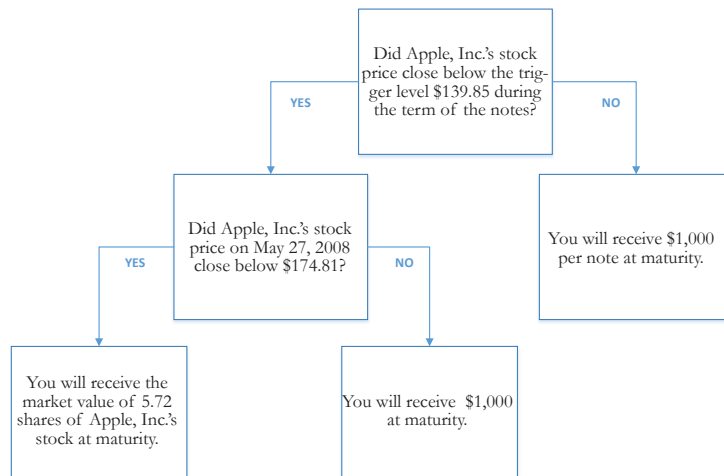 Did Apple, Inc.'s stock
price close below the trig-
ger level $139.85 during
the term of the notes?
YES
NO
Did Apple, Inc.'s stock
price on May 27, 2008
close below $174.81?
You will receive $1,000
per note at maturity.
YES
NO
You will receive the
market value of 5.72
shares of Apple, Inc.'s
stock at maturity.
You will receive $1,000
at maturity.